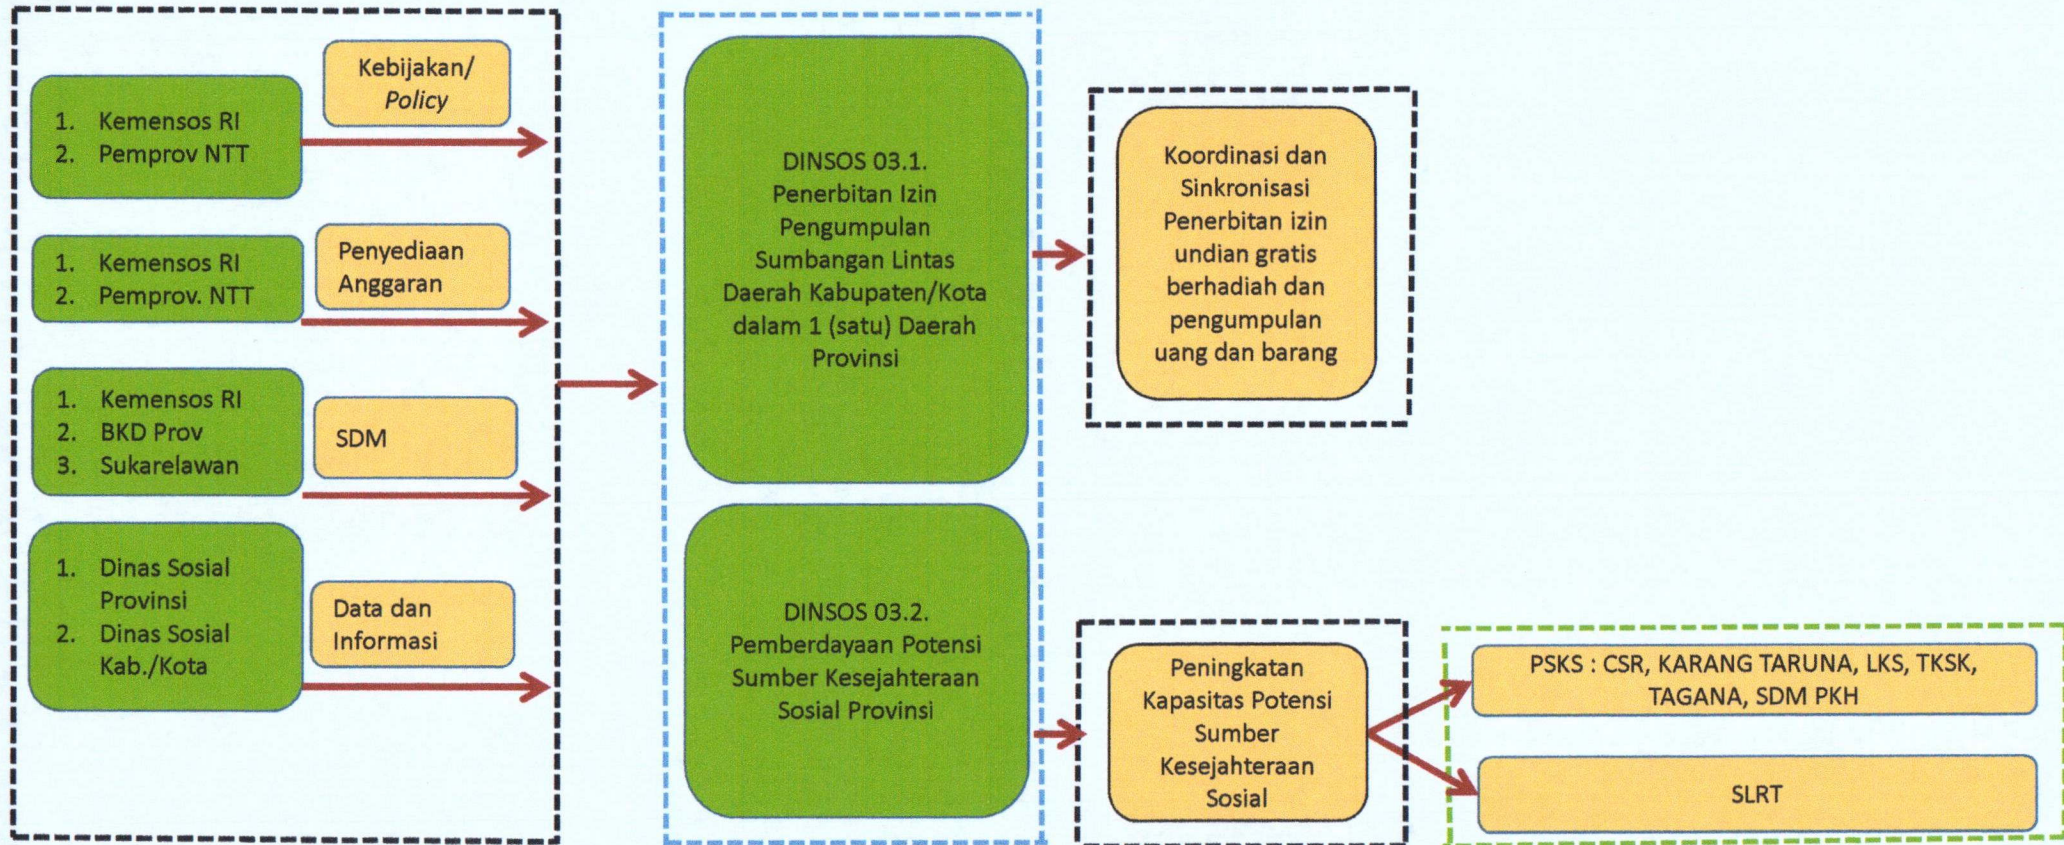 1. Kemensos RI
2. Pemprov NTT
Kebijakan/
Policy
1. Kemensos RI
2. Pemprov. NTT
Penyediaan
Anggaran
1. Kemensos RI
2. BKD Prov
3. Sukarelawan
SDM
1. Dinas Sosial
Provinsi
2. Dinas Sosial
Kab./Kota
Data dan
Informasi
DINSOS 03.1.
Penerbitan Izin
Pengumpulan
Sumbangan Lintas
Daerah Kabupaten/Kota
dalam 1 (satu) Daerah
Provinsi
Koordinasi dan
Sinkronisasi
Penerbitan izin
undian gratis
berhadiah dan
pengumpulan
uang dan barang
DINSOS 03.2.
Pemberdayaan Potensi
Sumber Kesejahteraan
Sosial Provinsi
Peningkatan
Kapasitas Potensi
Sumber
Kesejahteraan
Sosial
PSKS : CSR, KARANG TARUNA, LKS, TKSK,
TAGANA, SDM PKH
SLRT